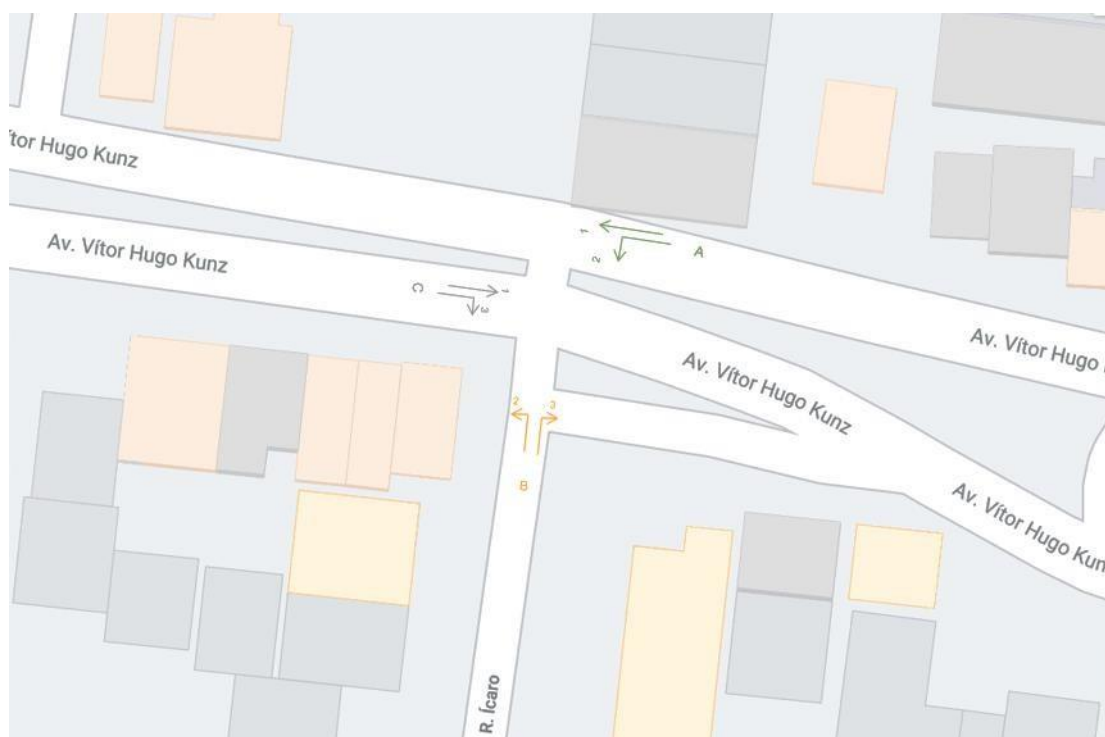 ítor Hugo Kunz
Av. Vítor Hugo Kunz
1
2
A
C
1
3
Av. Vítor Hugo
Av. Vítor Hugo Kunz
2
3
B
Av. Vítor Hugo Kun
R. Ícaro